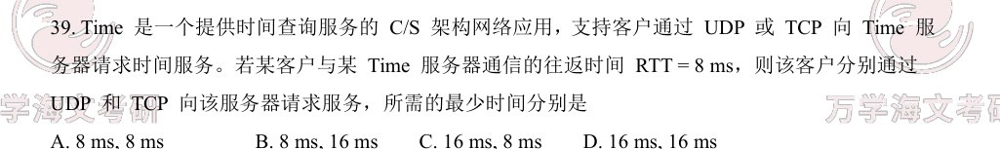 39. Time 是一个提供时间查询服务的 C/S 架构网络应用，支持客户通过 UDP 或 TCP 向 Time 服
务器请求时间服务。若某客户与某 Time 服务器通信的往返时间 RTT = 8 ms，则该客户分别通过
UDP 和 TCP 向该服务器请求服务，所需的最少时间分别是
学海文考研
万学海文考研
A. 8 ms, 8 ms B. 8 ms, 16 ms C. 16 ms, 8 ms D. 16 ms, 16 ms